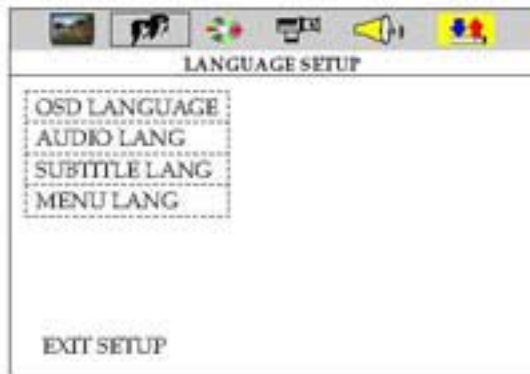 LANGUAGE SETUP
OSD LANGUAGE
AUDIO LANG
SUBTITLE LANG
MENU LANG
EXIT SETUP